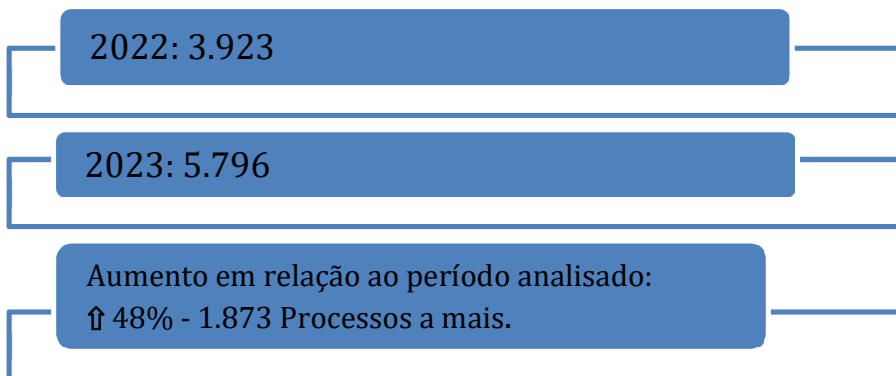 2022: 3.923
2023: 5.796
Aumento em relação ao período analisado:
⇧ 48% - 1.873 Processos a mais.